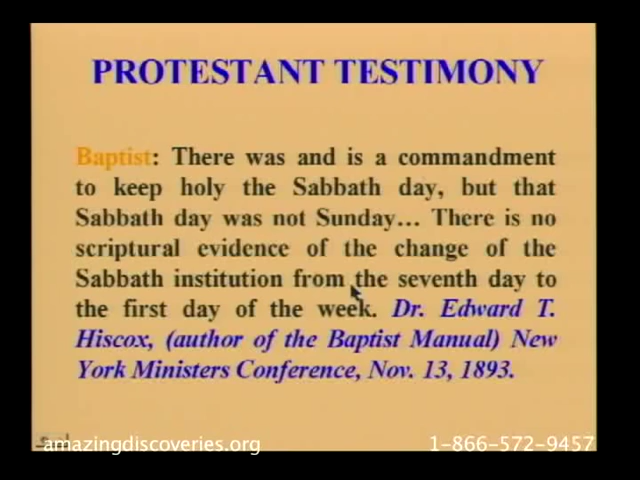 PROTESTANT TESTIMONY
Baptist: There was and is a commandment
to keep holy the Sabbath day, but that
Sabbath day was not Sunday... There is no
scriptural evidence of the change of the
Sabbath institution from the seventh day to
the first day of the week. Dr. Edward T.
Hiscox, (author of the Baptist Manual) New
York Ministers Conference, Nov. 13, 1893.
amazingdiscoveries.org 1-866-572-9457